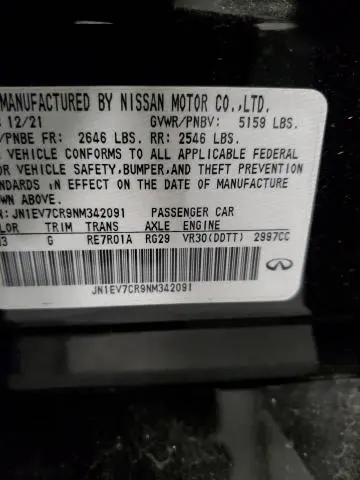 MANUFACTURED BY NISSAN MOTOR CO.,LTD.
12/21 GVWR/PNBV: 5159 LBS.
/PNBE FR: 2646 LBS. RR: 2546 LBS.
VEHICLE CONFORMS TO ALL APPLICABLE FEDERAL
VEHICLE SAFETY,BUMPER,AND THEFT PREVENTION
ANDARDS IN EFFECT ON THE DATE OF MANUFACTURE
WN ABOVE.
JN1EV7CR9NM342091 PASSENGER CAR
LOR TRIM TRANS AXLE ENGINE
G RE7R01A RG29 VR30(DDTT) 2997CC
JN1EV7CR9NM342091